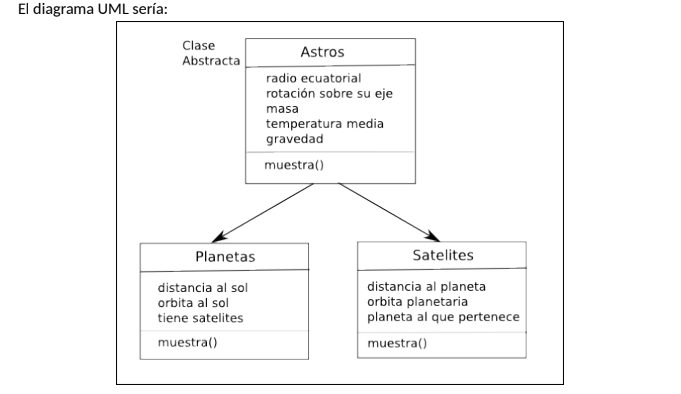 El diagrama UML sería:
Clase
Abstracta
Astros
radio ecuatorial
rotación sobre su eje
masa
temperatura media
gravedad
muestra()
Planetas
distancia al sol
orbita al sol
tiene satelites
muestra()
Satelites
distancia al planeta
orbita planetaria
planeta al que pertenece
muestra()